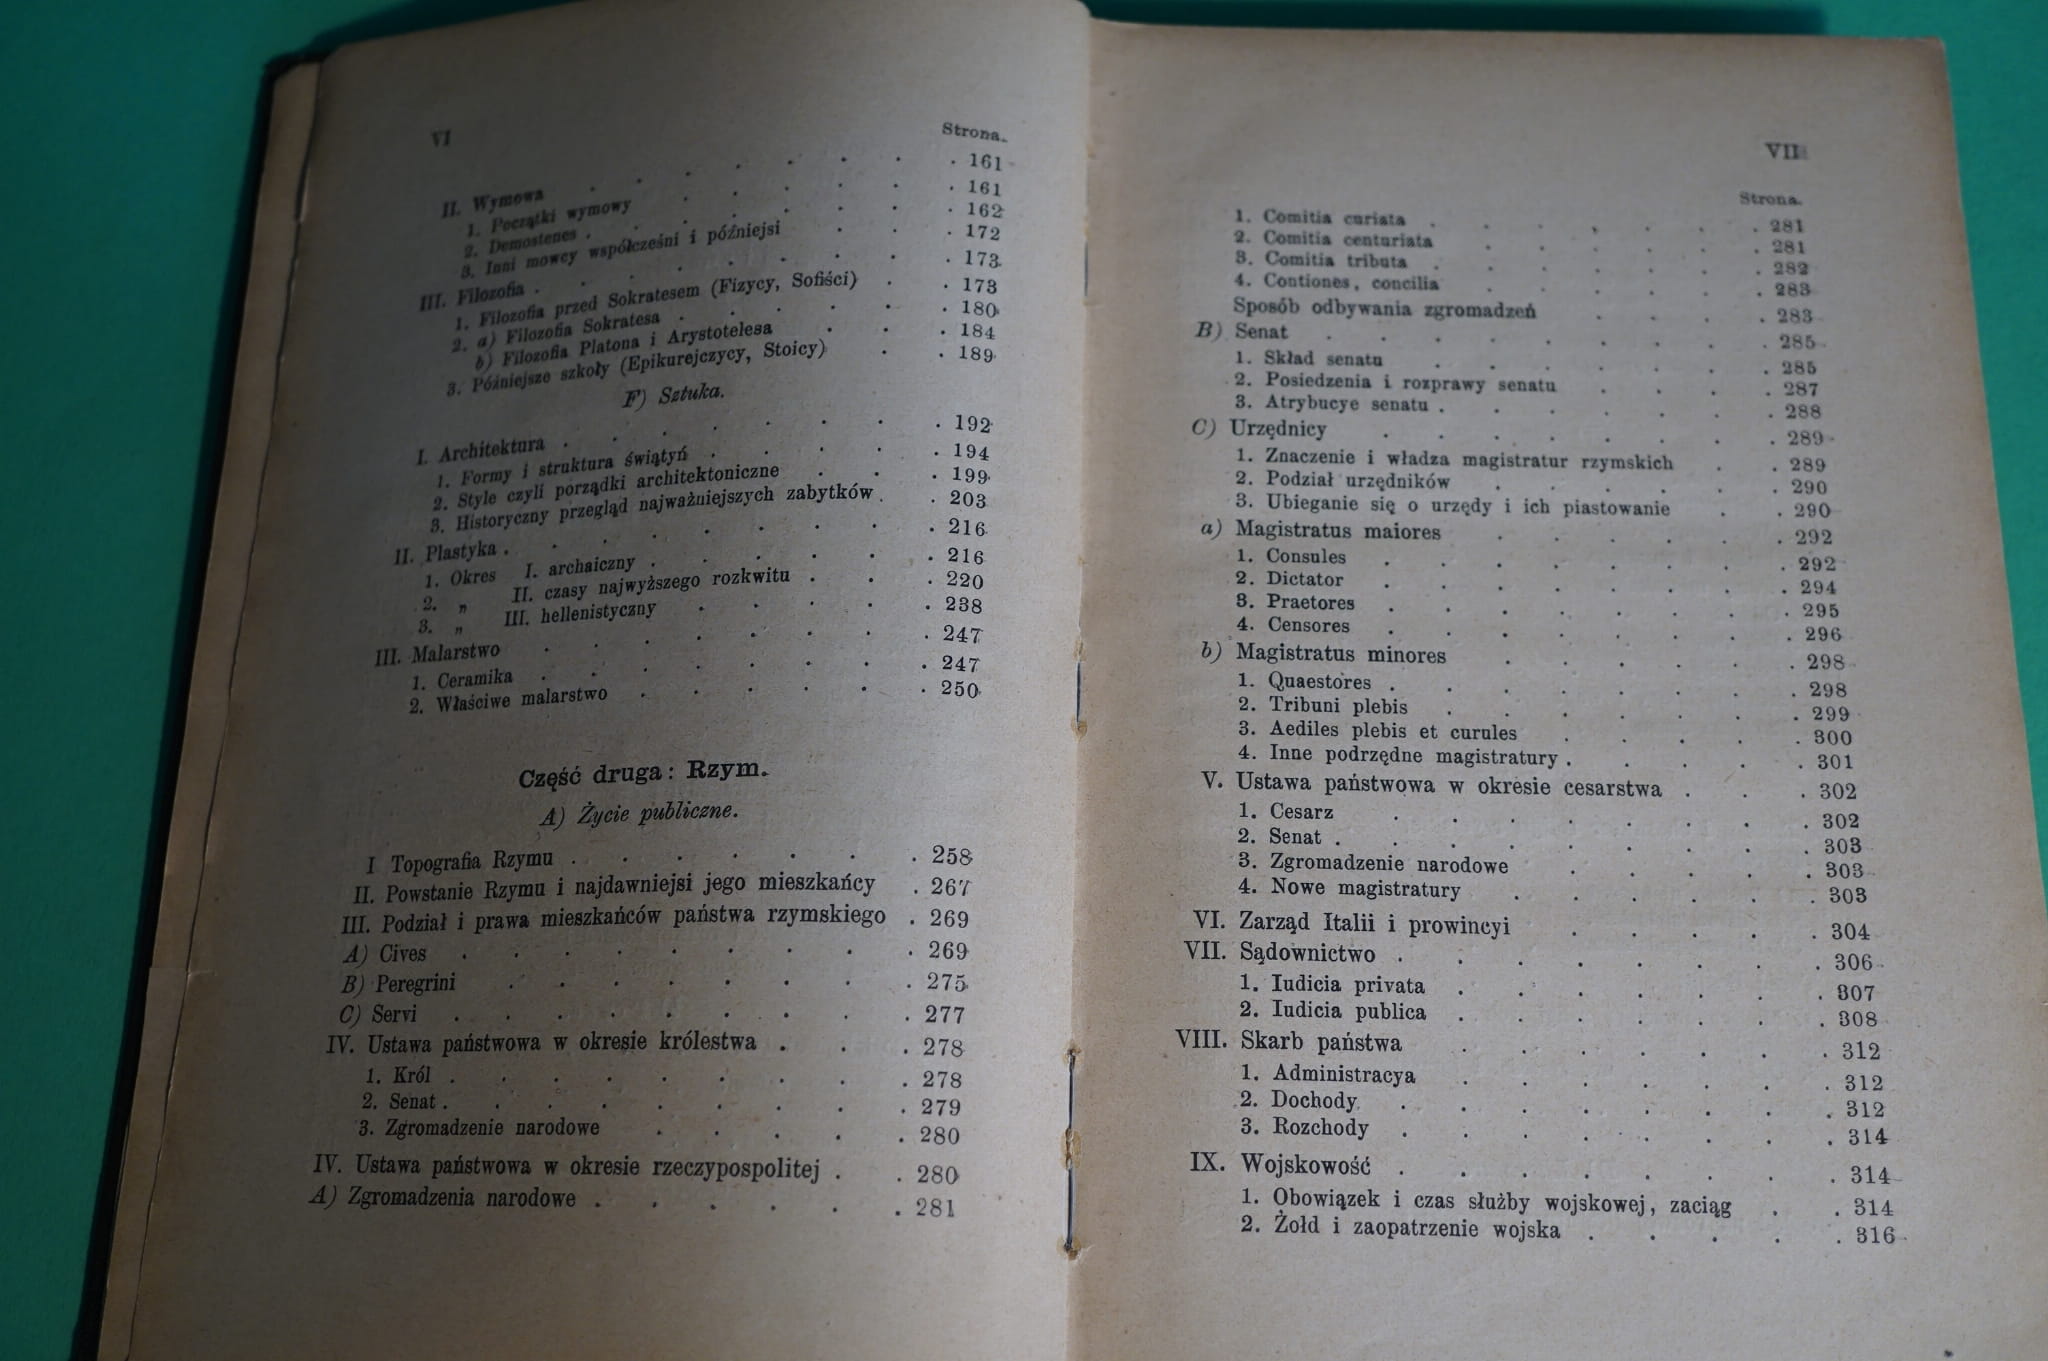 VI
Strona.
II. Wymowa . . . . . . . 161
1. Początki wymowy . . . . . 161
2. Demostenes . . . . . . 162
3. Inni mowcy współcześni i późniejsi . . . 172
III. Filozofia . . . . . . . 173
1. Filozofia przed Sokratesem (Fizycy, Sofiści) . . 173
2. a) Filozofia Sokratesa . . . . . 180
b) Filozofia Platona i Arystotelesa . . . 184
3. Późniejsze szkoły (Epikurejczycy, Stoicy) . . 189
F) Sztuka.
I. Architektura . . . . . . . 192
1. Formy i struktura świątyń . . . . 194
2. Style czyli porządki architektoniczne . . . 199
3. Historyczny przegląd najważniejszych zabytków . . 203
II. Plastyka . . . . . . . 216
1. Okres I. archaiczny . . . . . 216
2. „ II. czasy najwyższego rozkwitu . . . 220
3. „ III. hellenistyczny . . . . . 238
III. Malarstwo . . . . . . . 247
1. Ceramika . . . . . . . 247
2. Właściwe malarstwo . . . . . 250
Część druga: Rzym.
A) Życie publiczne.
I Topografia Rzymu . . . . . . 258
II. Powstanie Rzymu i najdawniejsi jego mieszkańcy . 267
III. Podział i prawa mieszkańców państwa rzymskiego . 269
A) Cives . . . . . . . . 269
B) Peregrini . . . . . . . 275
C) Servi . . . . . . . . 277
IV. Ustawa państwowa w okresie królestwa . . . 278
1. Król . . . . . . . . 278
2. Senat . . . . . . . . 279
3. Zgromadzenie narodowe . . . . . 280
IV. Ustawa państwowa w okresie rzeczypospolitej . . 280
A) Zgromadzenia narodowe . . . . . 281
VII
Strona.
1. Comitia curiata . . . . . . 281
2. Comitia centuriata . . . . . 281
3. Comitia tributa . . . . . . 282
4. Contiones, concilia . . . . . 283
Sposób odbywania zgromadzeń . . . . 283
B) Senat . . . . . . . . 285
1. Skład senatu . . . . . . 285
2. Posiedzenia i rozprawy senatu . . . . 287
3. Atrybucye senatu . . . . . . 288
C) Urzędnicy . . . . . . . 289
1. Znaczenie i władza magistratur rzymskich . . 289
2. Podział urzędników . . . . . 290
3. Ubieganie się o urzędy i ich piastowanie . . 290
a) Magistratus maiores . . . . . 292
1. Consules . . . . . . . 292
2. Dictator . . . . . . . 294
3. Praetores . . . . . . . 295
4. Censores . . . . . . . 296
b) Magistratus minores . . . . . 298
1. Quaestores . . . . . . . 298
2. Tribuni plebis . . . . . . 299
3. Aediles plebis et curules . . . . 300
4. Inne podrzędne magistratury . . . . 301
V. Ustawa państwowa w okresie cesarstwa . . . 302
1. Cesarz . . . . . . . . 302
2. Senat . . . . . . . . 303
3. Zgromadzenie narodowe . . . . . 303
4. Nowe magistratury . . . . . 303
VI. Zarząd Italii i prowincyi . . . . . 304
VII. Sądownictwo . . . . . . . 306
1. Iudicia privata . . . . . . 307
2. Iudicia publica . . . . . . 308
VIII. Skarb państwa . . . . . . 312
1. Administracya . . . . . . 312
2. Dochody . . . . . . . 312
3. Rozchody . . . . . . . 314
IX. Wojskowość . . . . . . . 314
1. Obowiązek i czas służby wojskowej, zaciąg . . 314
2. Żołd i zaopatrzenie wojska . . . . 316